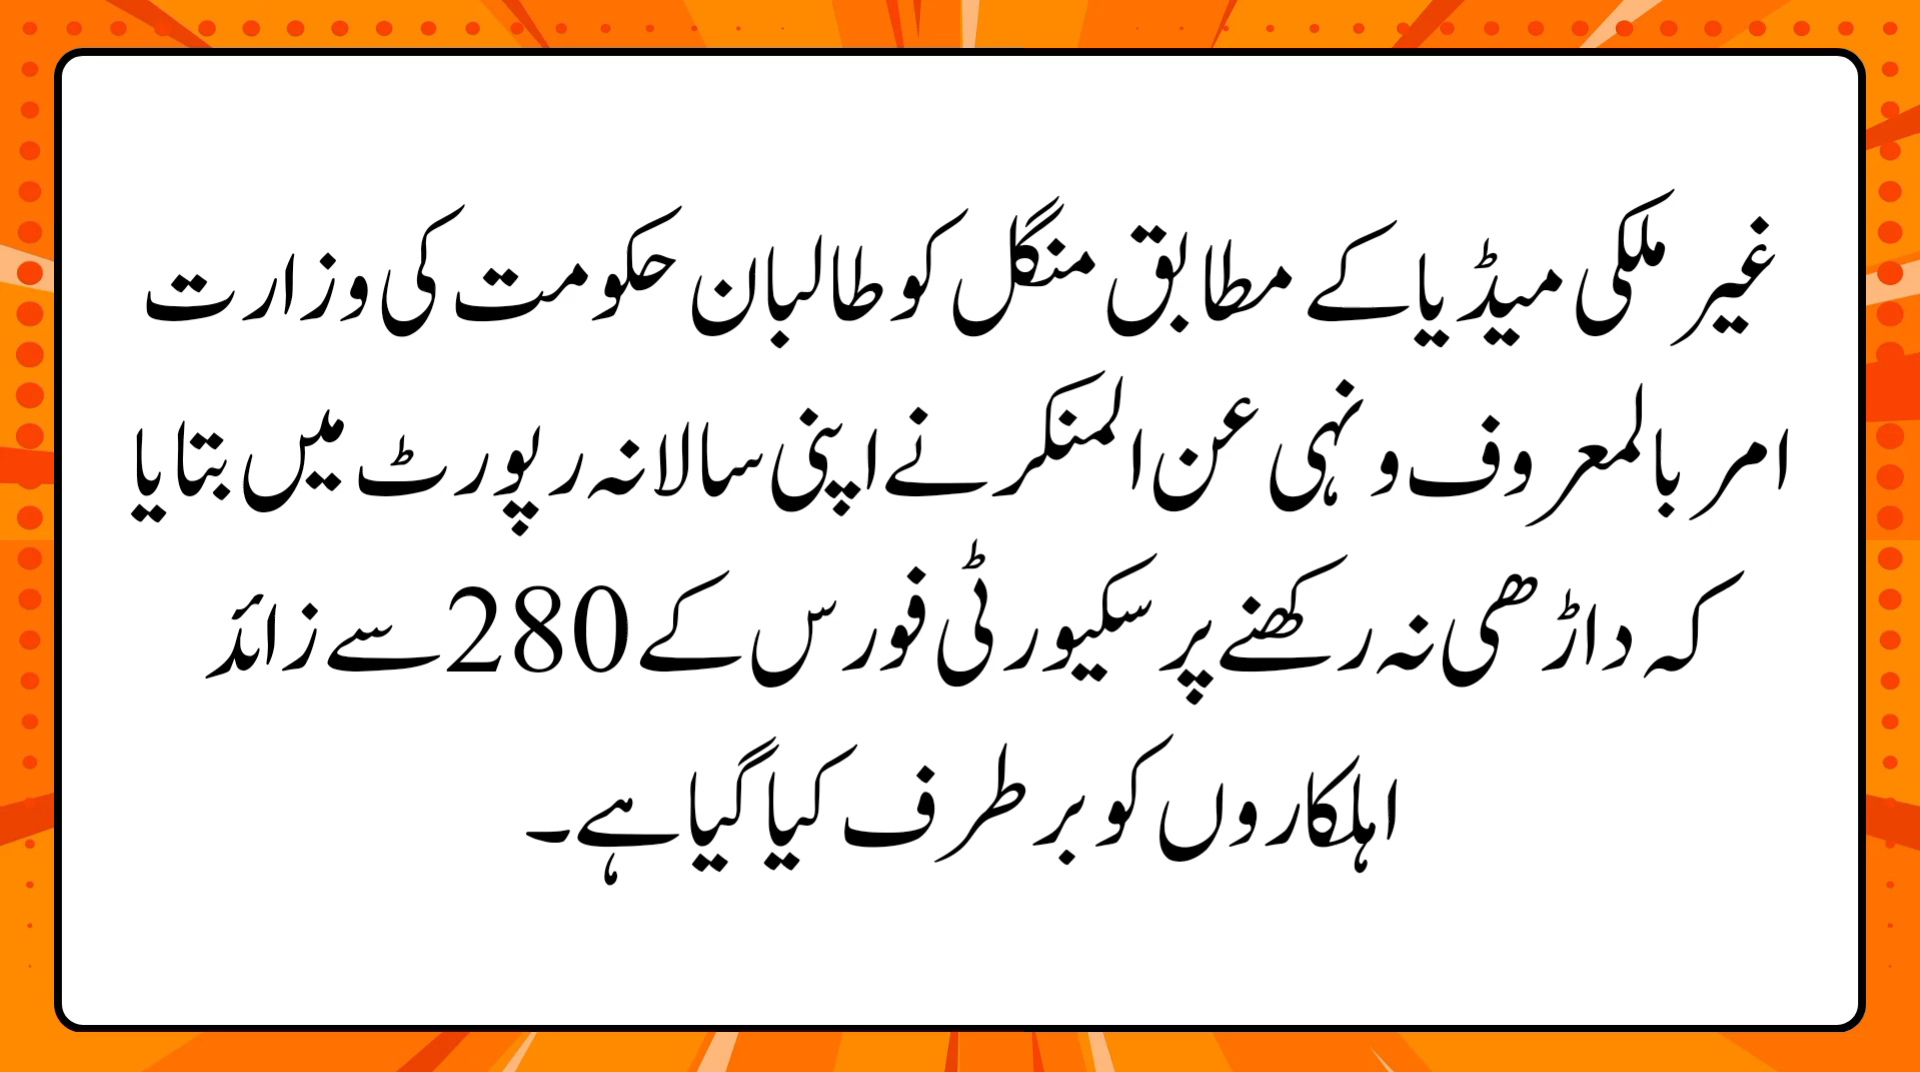 غیر ملکی میڈیا کے مطابق منگل کو طالبان حکومت کی وزارت
امر بالمعروف و نہی عن المنکر نے اپنی سالانہ رپورٹ میں بتایا
کہ داڑھی نہ رکھنے پر سکیورٹی فورس کے 280 سے زائد
اہلکاروں کو برطرف کیا گیا ہے۔